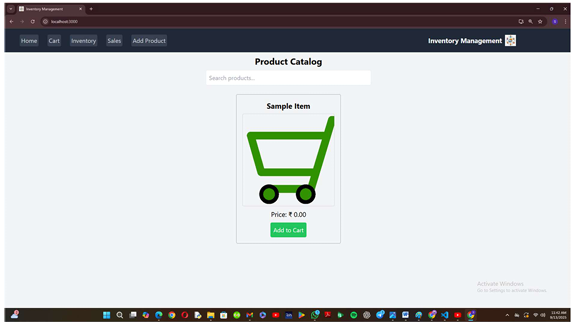 Inventory Management
localhost:3000
Home
Cart
Inventory
Sales
Add Product
Inventory Management
Product Catalog
Search products...
Sample Item
Price: ₹ 0.00
Add to Cart
Activate Windows
Go to Settings to activate Windows.